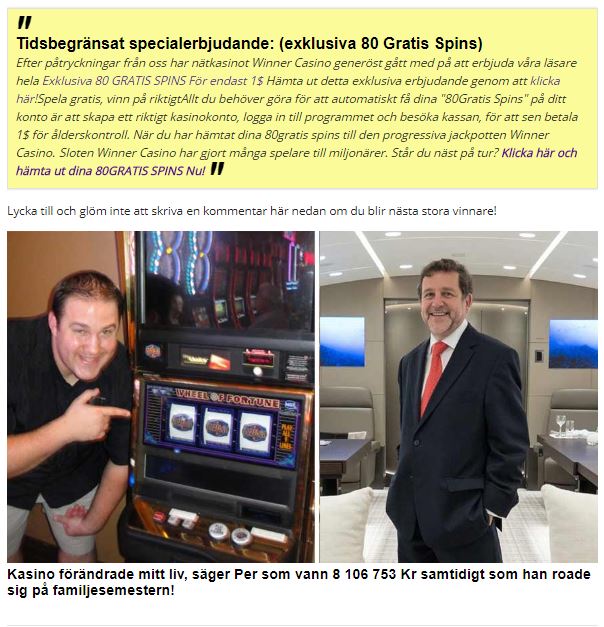 "
Tidsbegränsat specialerbjudande: (exklusiva 80 Gratis Spins)
Efter påtryckningar från oss har nätkasinot Winner Casino generöst gått med på att erbjuda våra läsare
hela Exklusiva 80 GRATIS SPINS För endast 1$ Hämta ut detta exklusiva erbjudande genom att klicka
här!Spela gratis, vinn på riktigtAllt du behöver göra för att automatiskt få dina "80Gratis Spins" på ditt
konto är att skapa ett riktigt kasinokonto, logga in till programmet och besöka kassan, för att sen betala
1$ för ålderskontroll. När du har hämtat dina 80gratis spins till den progressiva jackpotten Winner
Casino. Sloten Winner Casino har gjort många spelare till miljonärer. Står du näst på tur? Klicka här och
hämta ut dina 80GRATIS SPINS Nu! "
Lycka till och glöm inte att skriva en kommentar här nedan om du blir nästa stora vinnare!
WHEEL OF FORTUNE
PLAY
ALL
LINES
Kasino förändrade mitt liv, säger Per som vann 8 106 753 Kr samtidigt som han roade
sig på familjesemestern!